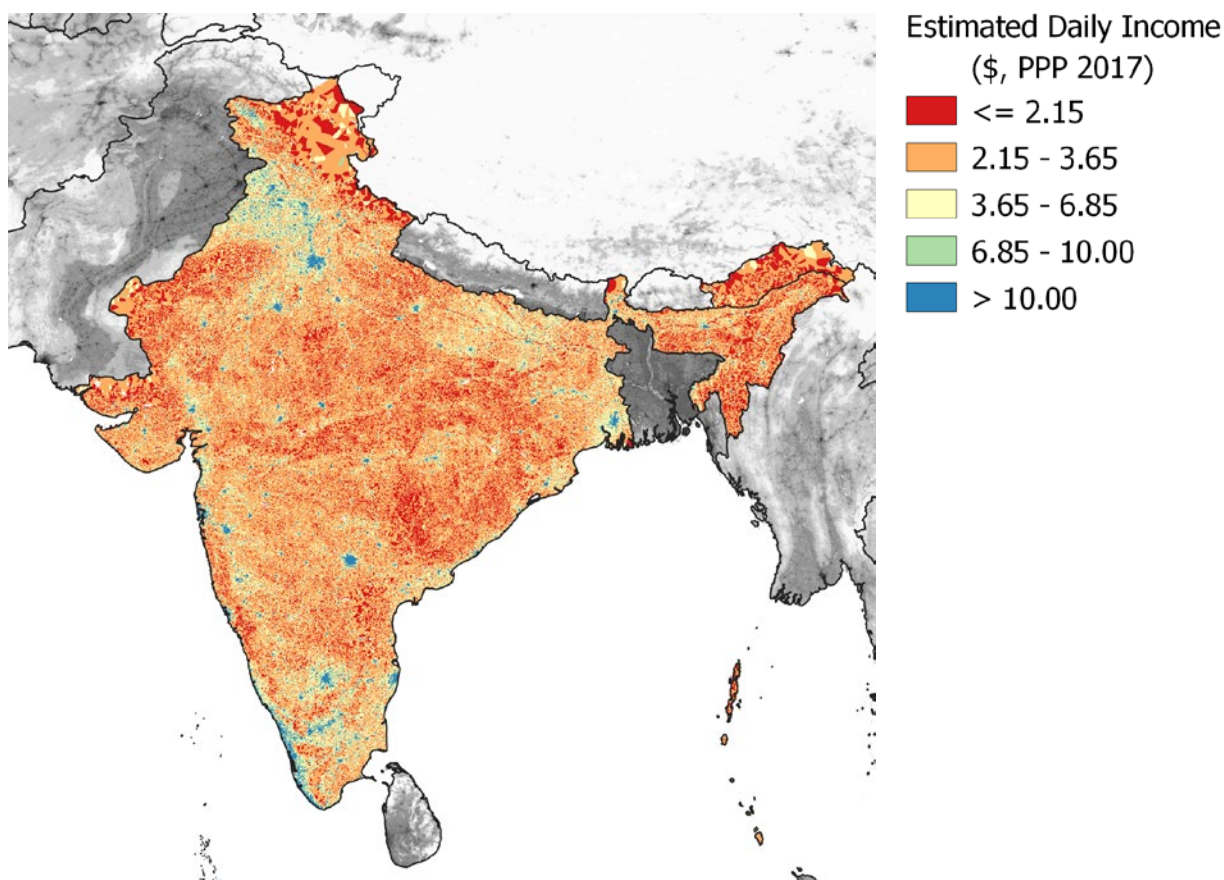 Estimated Daily Income
($, PPP 2017)
<= 2.15
2.15 - 3.65
3.65 - 6.85
6.85 - 10.00
> 10.00